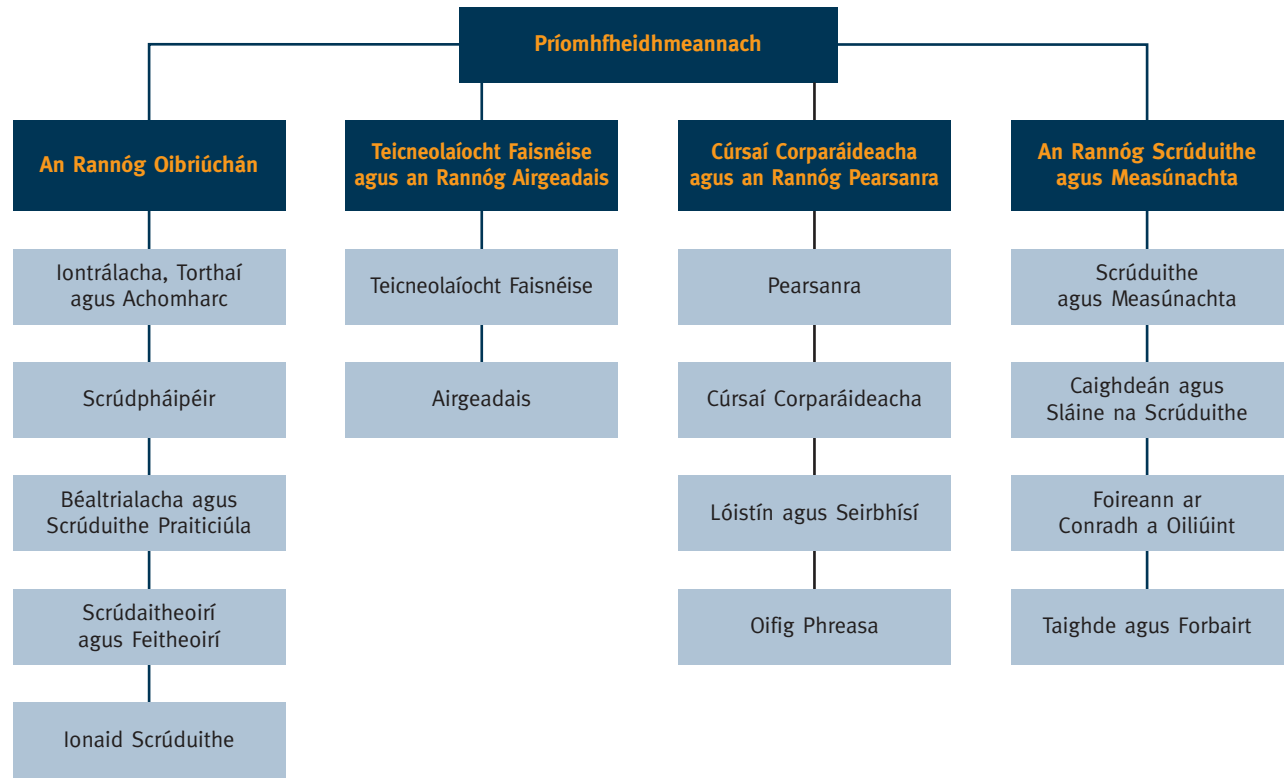 Príomhfheidhmeannach
An Rannóg Oibriúchán
Iontrálacha, Torthaí
agus Achomharc
Scrúdpháipéir
Béaltrialacha agus
Scrúduithe Praiticiúla
Scrúdaitheoirí
agus Feitheoirí
Ionaid Scrúduithe
Teicneolaíocht Faisnéise
agus an Rannóg Airgeadais
Teicneolaíocht Faisnéise
Airgeadais
Cúrsaí Corparáideacha
agus an Rannóg Pearsanra
Pearsanra
Cúrsaí Corparáideacha
Lóistín agus Seirbhísí
Oifig Phreasa
An Rannóg Scrúduithe
agus Measúnachta
Scrúduithe
agus Measúnachta
Caighdeán agus
Sláine na Scrúduithe
Foireann ar
Conradh a Oiliúint
Taighde agus Forbairt